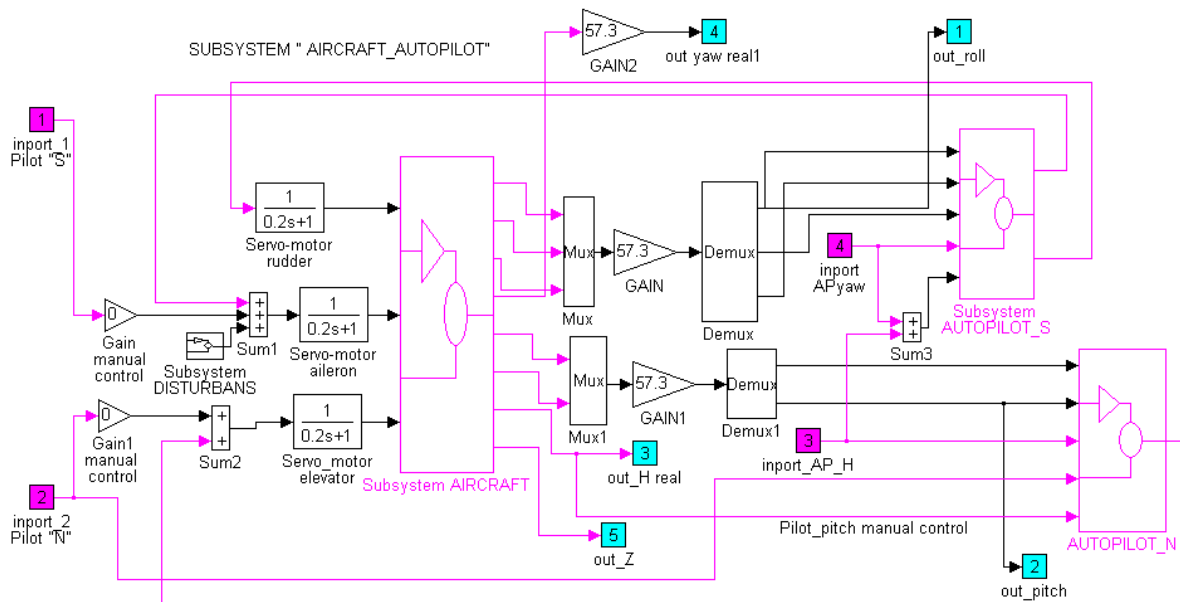 SUBSYSTEM " AIRCRAFT_AUTOPILOT"
57.3
GAIN2
4
out yaw real1
1
out_roll
1
inport_1
Pilot "S"
1
0.2s+1
Servo-motor
rudder
0
Gain
manual
control
Subsystem
DISTURBANS
+
+
+
Sum1
1
0.2s+1
Servo-motor
aileron
0
Gain1
manual
control
+
+
Sum2
1
0.2s+1
Servo_motor
elevator
2
inport_2
Pilot "N"
Subsystem AIRCRAFT
Mux
Mux
57.3
GAIN
Demux
Demux
4
inport
APyaw
+
+
Sum3
Subsystem
AUTOPILOT_S
Mux
Mux1
57.3
GAIN1
Demux
Demux1
3
inport_AP_H
3
out_H real
5
out_Z
Pilot_pitch manual control
AUTOPILOT_N
2
out_pitch